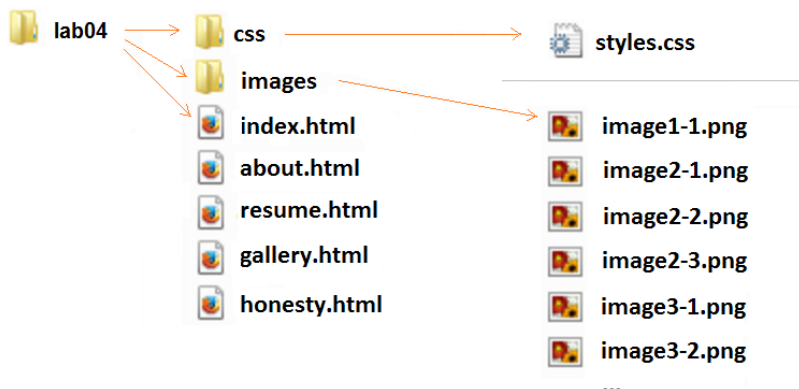 lab04
css
styles.css
images
index.html
image1-1.png
about.html
image2-1.png
resume.html
image2-2.png
gallery.html
image2-3.png
honesty.html
image3-1.png
image3-2.png